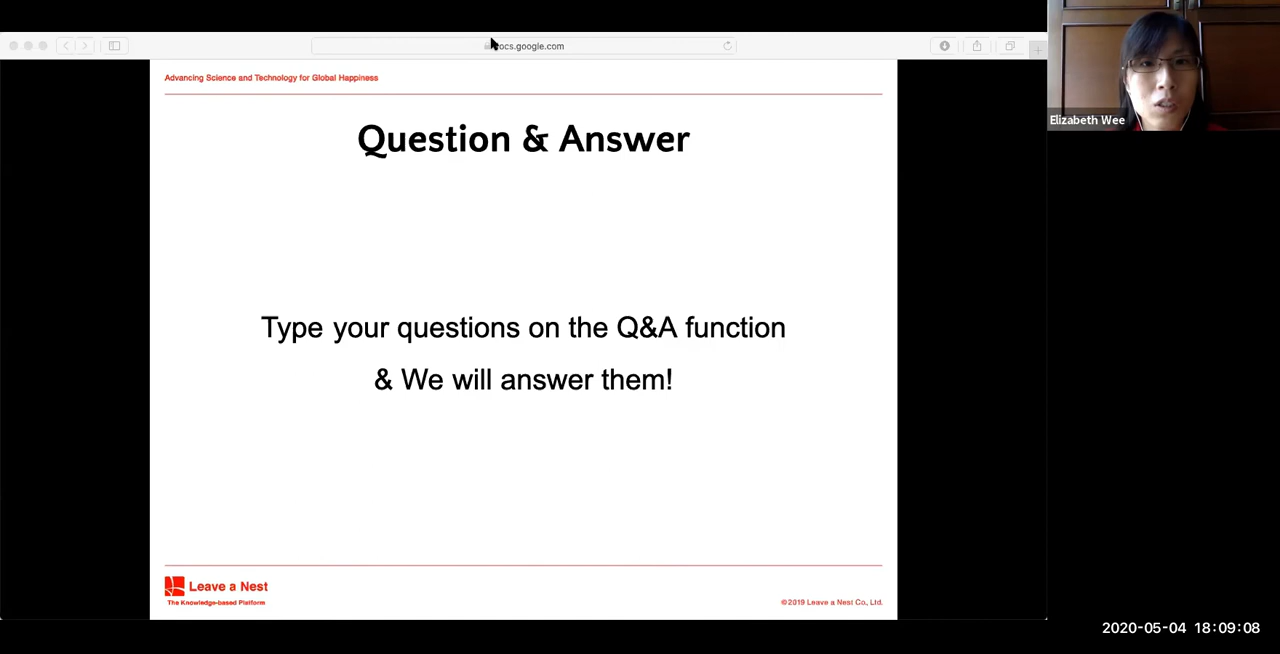 docs.google.com
Elizabeth Wee
Advancing Science and Technology for Global Happiness
Question & Answer
Type your questions on the Q&A function
& We will answer them!
Leave a Nest
The Knowledge-based Platform
©2019 Leave a Nest Co., Ltd.
2020-05-04 18:09:08